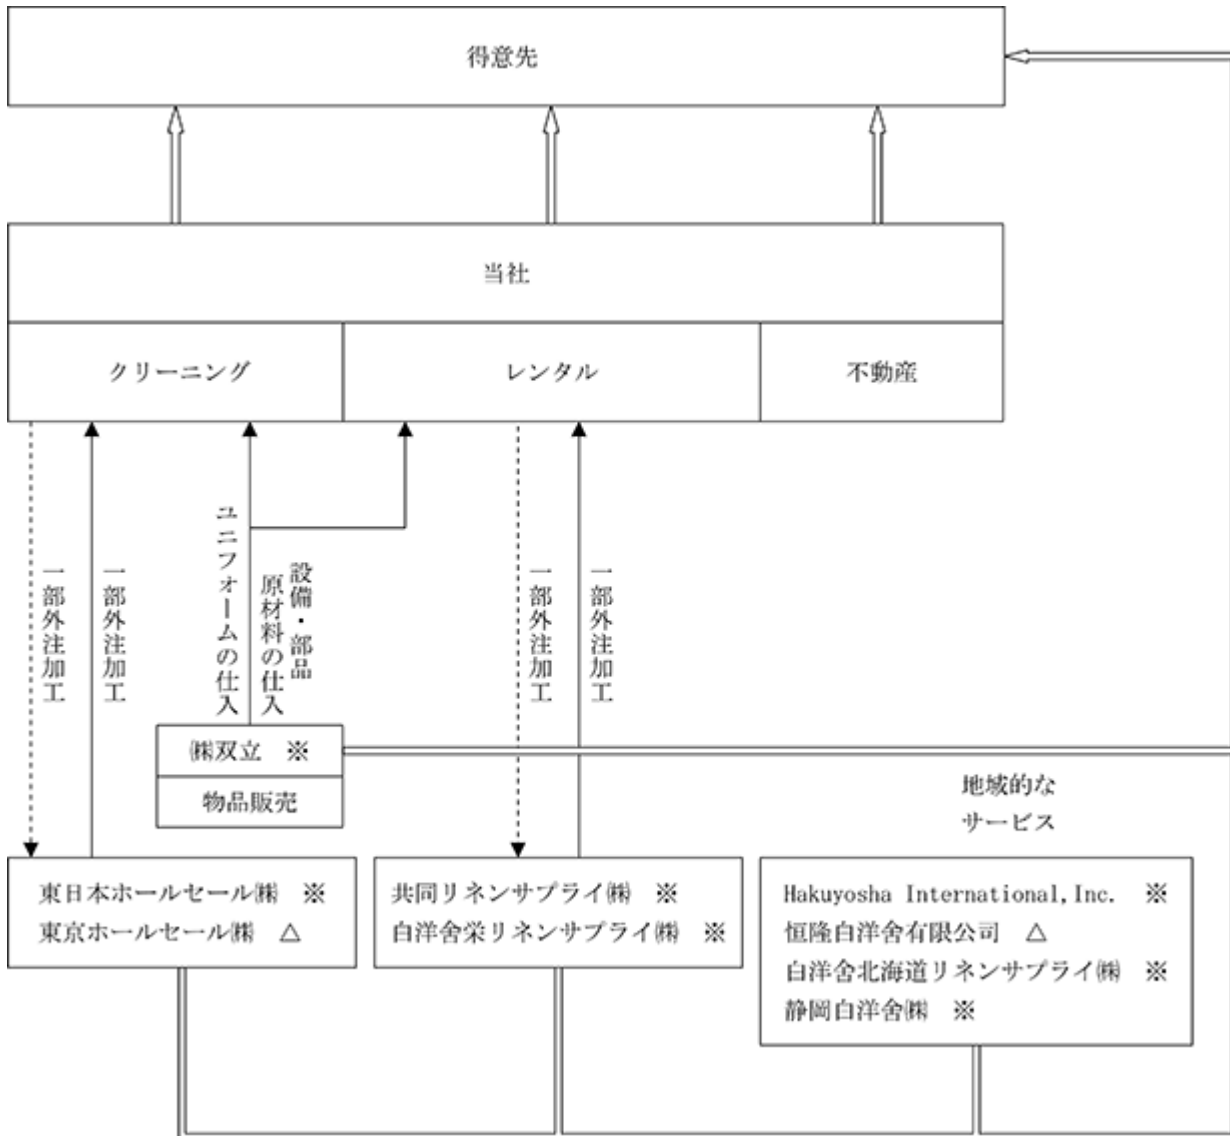 得意先
当社
クリーニング
レンタル
不動産
一部外注加工
一部外注加工
ユニフォームの仕入
設備・部品
原材料の仕入
一部外注加工
一部外注加工
㈱双立　※
物品販売
地域的な
サービス
東日本ホールセール㈱　※
東京ホールセール㈱　△
共同リネンサプライ㈱　※
白洋舍栄リネンサプライ㈱　※
Hakuyosha International,Inc.　※
恒隆白洋舍有限公司　△
白洋舍北海道リネンサプライ㈱　※
静岡白洋舍㈱　※